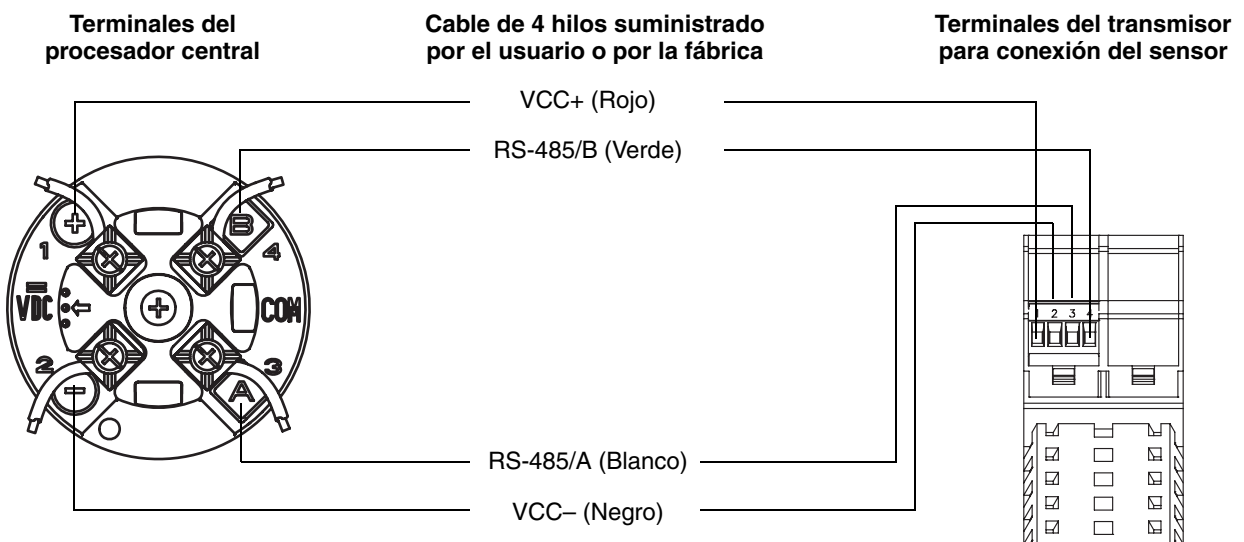 Terminales del
procesador central
Cable de 4 hilos suministrado
por el usuario o por la fábrica
Terminales del transmisor
para conexión del sensor
VCC+ (Rojo)
RS-485/B (Verde)
B
1
4
VDC
COM
2
3
A
1 2 3 4
RS-485/A (Blanco)
VCC– (Negro)